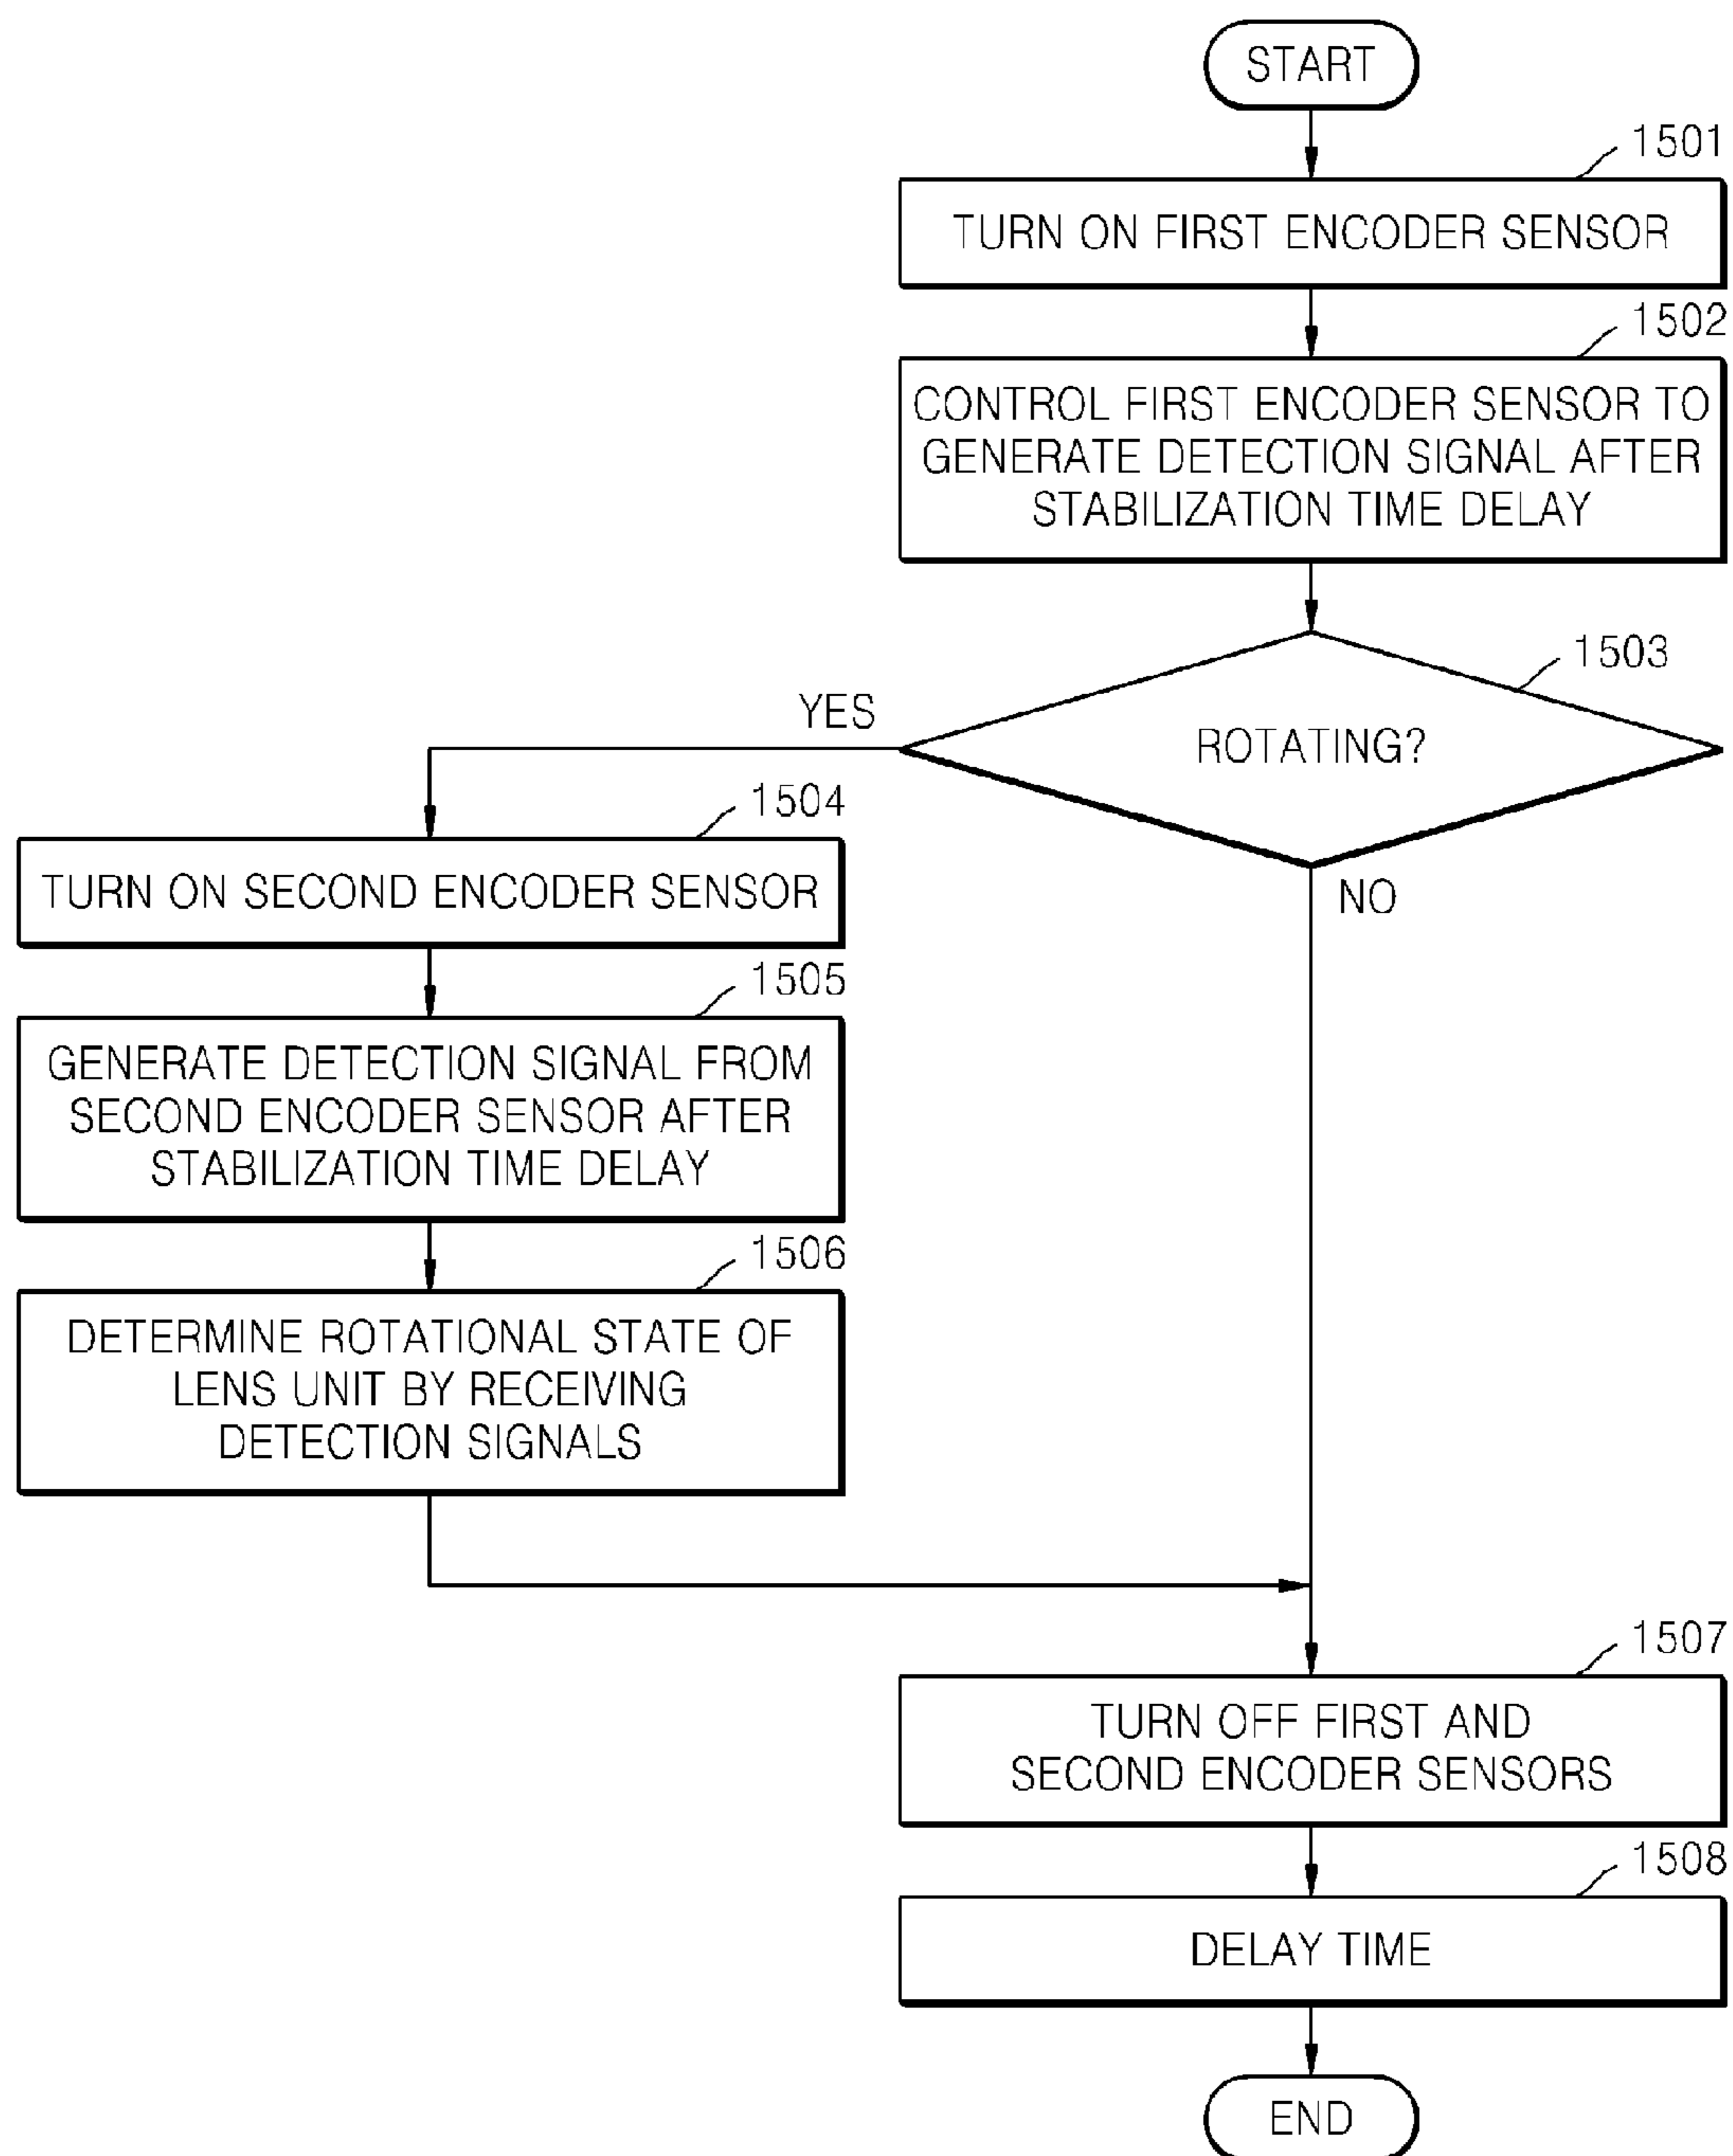 START
1501
TURN ON FIRST ENCODER SENSOR
1502
CONTROL FIRST ENCODER SENSOR TO
GENERATE DETECTION SIGNAL AFTER
STABILIZATION TIME DELAY
1503
ROTATING?
YES
NO
1504
TURN ON SECOND ENCODER SENSOR
1505
GENERATE DETECTION SIGNAL FROM
SECOND ENCODER SENSOR AFTER
STABILIZATION TIME DELAY
1506
DETERMINE ROTATIONAL STATE OF
LENS UNIT BY RECEIVING
DETECTION SIGNALS
1507
TURN OFF FIRST AND
SECOND ENCODER SENSORS
1508
DELAY TIME
END